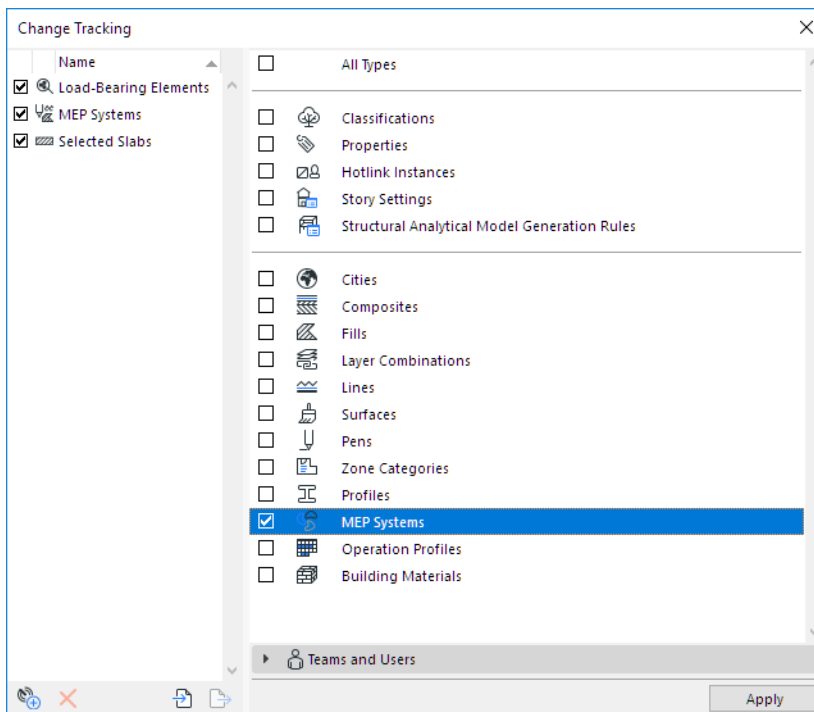 Change Tracking
Name
Load-Bearing Elements
MEP Systems
Selected Slabs
All Types
Classifications
Properties
Hotlink Instances
Story Settings
Structural Analytical Model Generation Rules
Cities
Composites
Fills
Layer Combinations
Lines
Surfaces
Pens
Zone Categories
Profiles
MEP Systems
Operation Profiles
Building Materials
Teams and Users
Apply